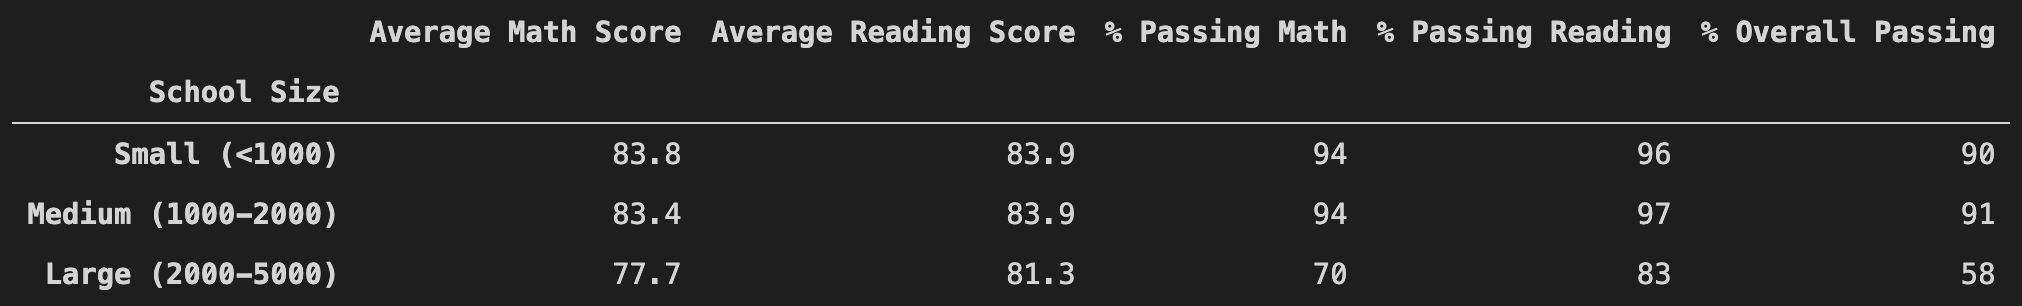 Average Math Score Average Reading Score % Passing Math % Passing Reading % Overall Passing
School Size
Small (<1000) 83.8 83.9 94 96 90
Medium (1000-2000) 83.4 83.9 94 97 91
Large (2000-5000) 77.7 81.3 70 83 58